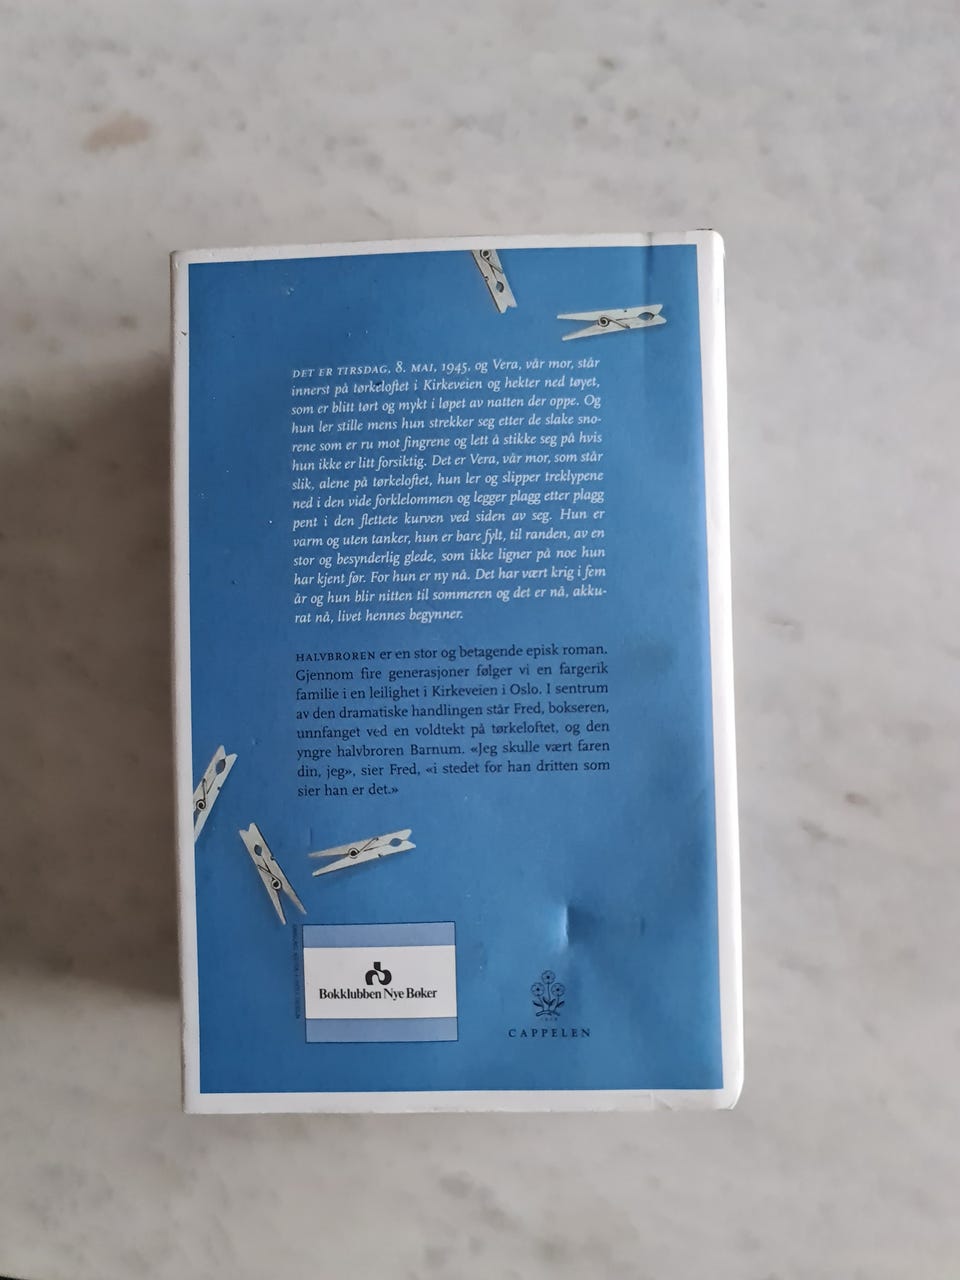 DET ER TIRSDAG, 8. MAI, 1945, og Vera, vår mor, står
innerst på tørkeloftet i Kirkeveien og hekter ned tøyet,
som er blitt tørt og mykt i løpet av natten der oppe. Og
hun ler stille mens hun strekker seg etter de slake sno-
rene som er ru mot fingrene og lett å stikke seg på hvis
hun ikke er litt forsiktig. Det er Vera, vår mor, som står
slik, alene på tørkeloftet, hun ler og slipper treklypene
ned i den vide forklelommen og legger plagg etter plagg
pent i den flettete kurven ved siden av seg. Hun er
varm og uten tanker, hun er bare fylt, til randen, av en
stor og besynderlig glede, som ikke ligner på noe hun
har kjent før. For hun er ny nå. Det har vært krig i fem
år og hun blir nitten til sommeren og det er nå, akku-
rat nå, livet hennes begynner.
HALVBROREN er en stor og betagende episk roman.
Gjennom fire generasjoner følger vi en fargerik
familie i en leilighet i Kirkeveien i Oslo. I sentrum
av den dramatiske handlingen står Fred, bokseren,
unnfanget ved en voldtekt på tørkeloftet, og den
yngre halvbroren Barnum. «Jeg skulle vært faren
din, jeg», sier Fred, «i stedet for han dritten som
sier han er det.»
Bokklubben Nye Bøker
CAPPELEN